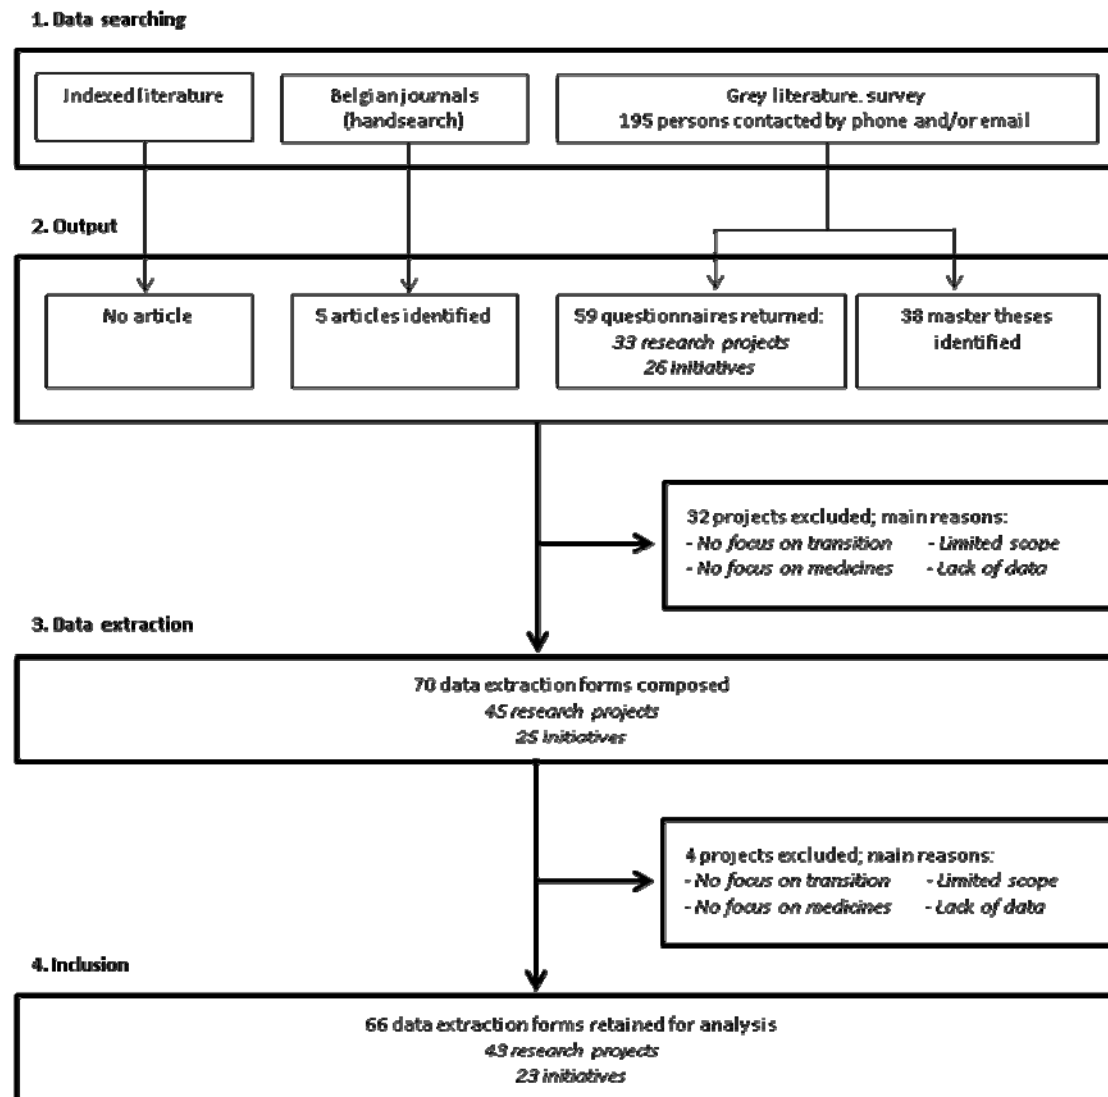 1. Data searching
Indexed literature
Belgian journals
(handsearch)
Grey literature. survey
195 persons contacted by phone and/or email
2. Output
No article
5 articles identified
59 questionnaires returned:
33 research projects
26 initiatives
38 master theses
identified
32 projects excluded; main reasons:
- No focus on transition - Limited scope
- No focus on medicines - Lack of data
3. Data extraction
70 data extraction forms composed
45 research projects
25 initiatives
4 projects excluded; main reasons:
- No focus on transition - Limited scope
- No focus on medicines - Lack of data
4. Inclusion
66 data extraction forms retained for analysis
43 research projects
23 initiatives